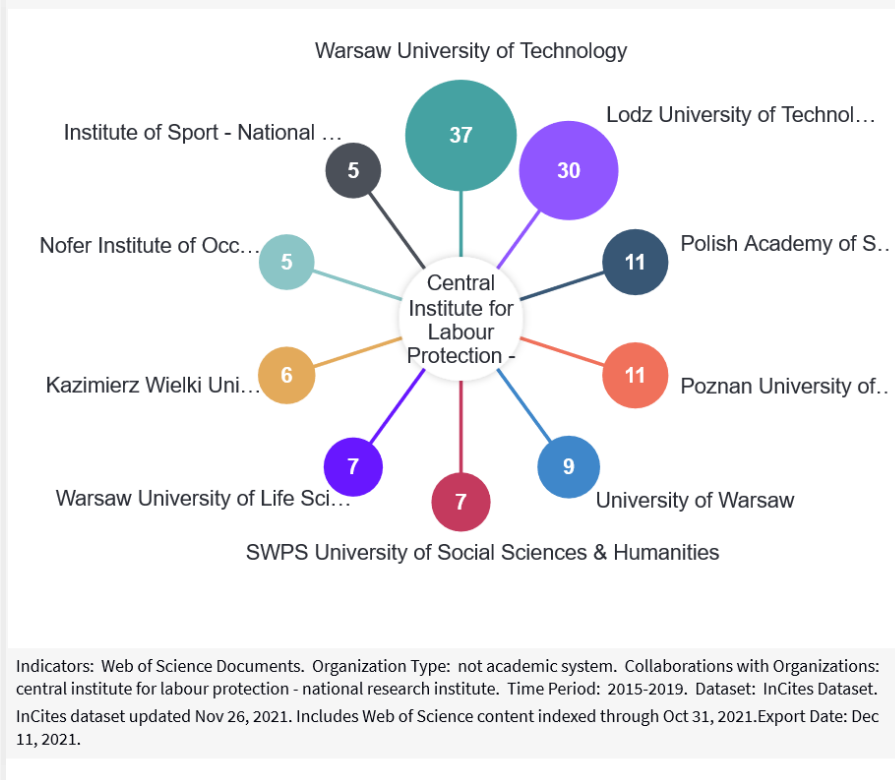 Warsaw University of Technology
37
Lodz University of Technol…
30
Polish Academy of S…
11
Poznan University of…
11
University of Warsaw
9
SWPS University of Social Sciences & Humanities
7
Warsaw University of Life Sci…
7
Kazimierz Wielki Uni…
6
Nofer Institute of Occ…
5
Institute of Sport - National …
5
Central
Institute for
Labour
Protection -
Indicators: Web of Science Documents. Organization Type: not academic system. Collaborations with Organizations:
central institute for labour protection - national research institute. Time Period: 2015-2019. Dataset: InCites Dataset.
InCites dataset updated Nov 26, 2021. Includes Web of Science content indexed through Oct 31, 2021.Export Date: Dec
11, 2021.